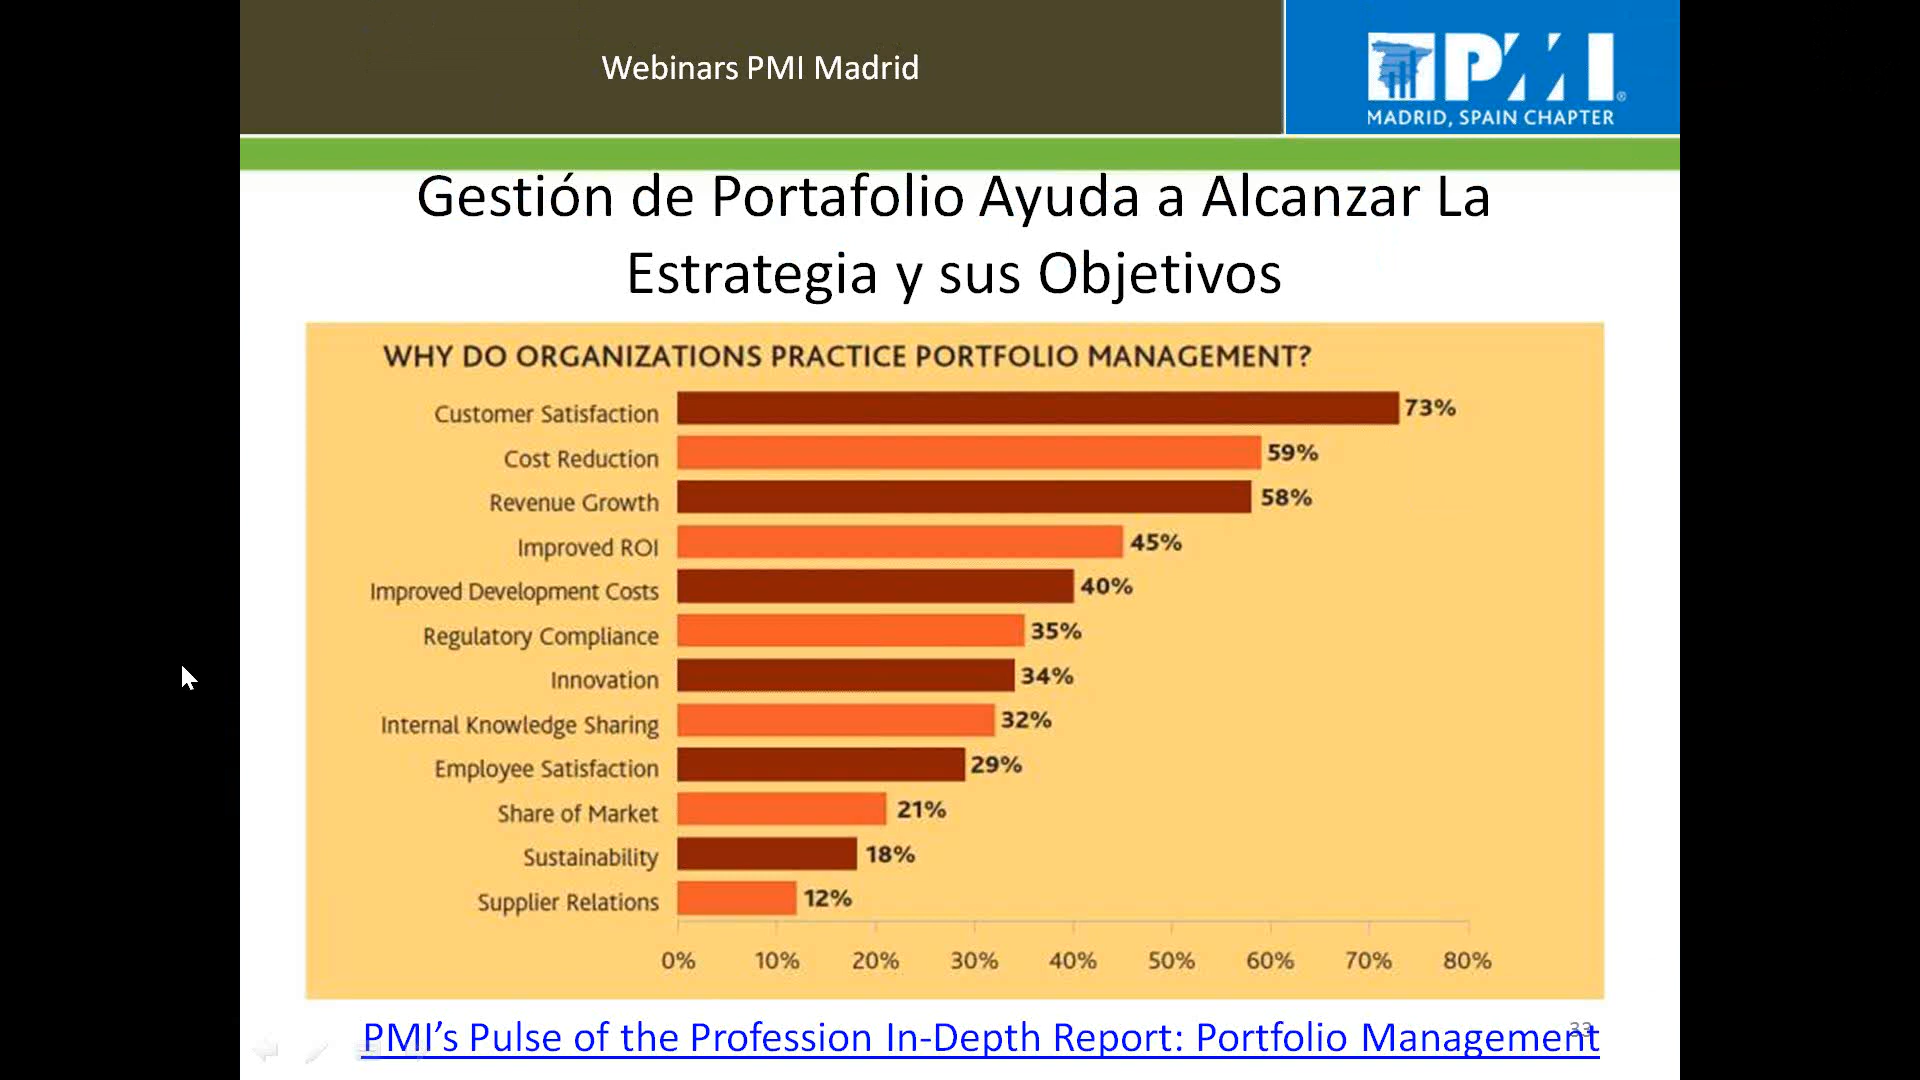 Webinars PMI Madrid
PMI®
MADRID, SPAIN CHAPTER
Gestión de Portafolio Ayuda a Alcanzar La
Estrategia y sus Objetivos
WHY DO ORGANIZATIONS PRACTICE PORTFOLIO MANAGEMENT?
Customer Satisfaction 73%
Cost Reduction 59%
Revenue Growth 58%
Improved ROI 45%
Improved Development Costs 40%
Regulatory Compliance 35%
Innovation 34%
Internal Knowledge Sharing 32%
Employee Satisfaction 29%
Share of Market 21%
Sustainability 18%
Supplier Relations 12%
0% 10% 20% 30% 40% 50% 60% 70% 80%
33
PMI’s Pulse of the Profession In-Depth Report: Portfolio Management